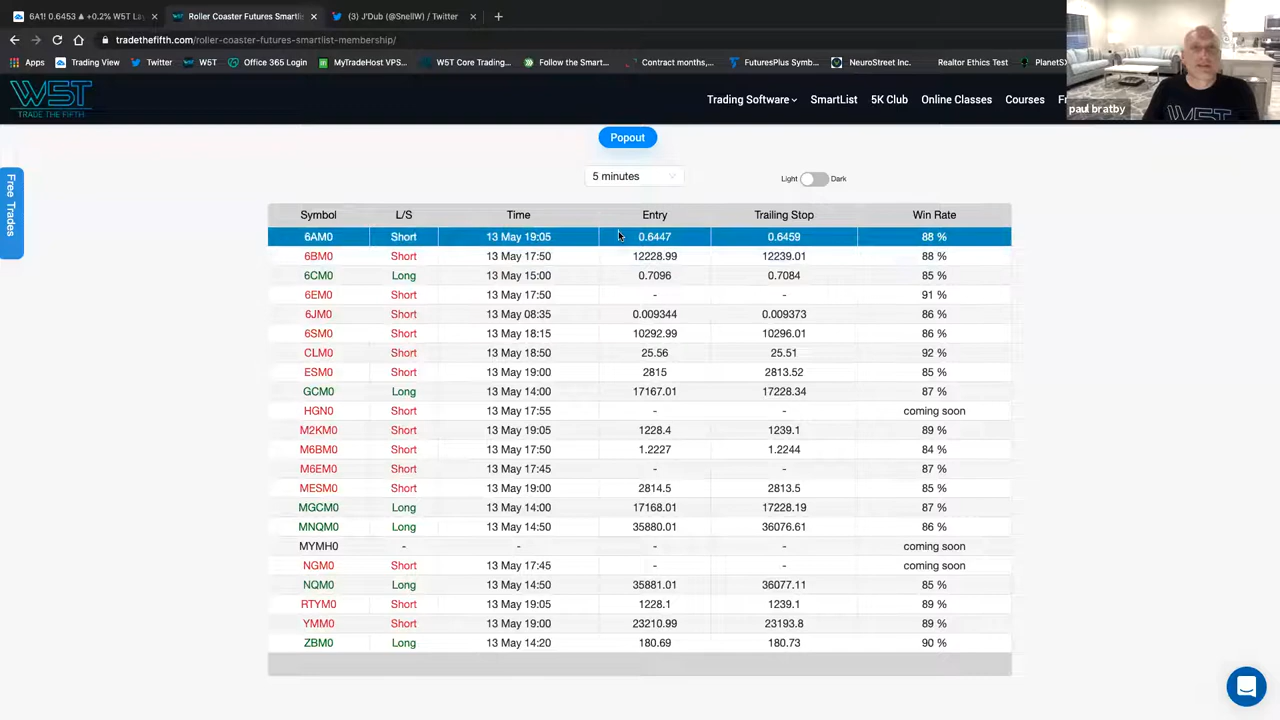 6A1! 0.6453 ▲ +0.2% W5T La
Roller Coaster Futures Smartlis
(3) J'Dub (@SnellW) / Twitter
tradethefifth.com/roller-coaster-futures-smartlist-membership/
Apps Trading View Twitter W5T Office 365 Login MyTradeHost VPS... Trading... Follow the Smart... Contract months,... FuturesPlus Symb... NeuroStreet Inc. Realtor Ethics Test PlanetS
W5T
TRADE THE FIFTH
Trading Software SmartList 5K Club Online Classes Courses F
paul bratby
W5T
Popout
5 minutes
Light Dark
Free Trades
Symbol L/S Time Entry Trailing Stop Win Rate
6AM0 Short 13 May 19:05 0.6447 0.6459 88 %
6BM0 Short 13 May 17:50 12228.99 12239.01 88 %
6CM0 Long 13 May 15:00 0.7096 0.7084 85 %
6EM0 Short 13 May 17:50 - - 91 %
6JM0 Short 13 May 08:35 0.009344 0.009373 86 %
6SM0 Short 13 May 18:15 10292.99 10296.01 86 %
CLM0 Short 13 May 18:50 25.56 25.51 92 %
ESM0 Short 13 May 19:00 2815 2813.52 85 %
GCM0 Long 13 May 14:00 17167.01 17228.34 87 %
HGN0 Short 13 May 17:55 - - coming soon
M2KM0 Short 13 May 19:05 1228.4 1239.1 89 %
M6BM0 Short 13 May 17:50 1.2227 1.2244 84 %
M6EM0 Short 13 May 17:45 - - 87 %
MESM0 Short 13 May 19:00 2814.5 2813.5 85 %
MGCM0 Long 13 May 14:00 17168.01 17228.19 87 %
MNQM0 Long 13 May 14:50 35880.01 36076.61 86 %
MYMH0 - - - - coming soon
NGM0 Short 13 May 17:45 - - coming soon
NQM0 Long 13 May 14:50 35881.01 36077.11 85 %
RTYM0 Short 13 May 19:05 1228.1 1239.1 89 %
YMM0 Short 13 May 19:00 23210.99 23193.8 89 %
ZBM0 Long 13 May 14:20 180.69 180.73 90 %